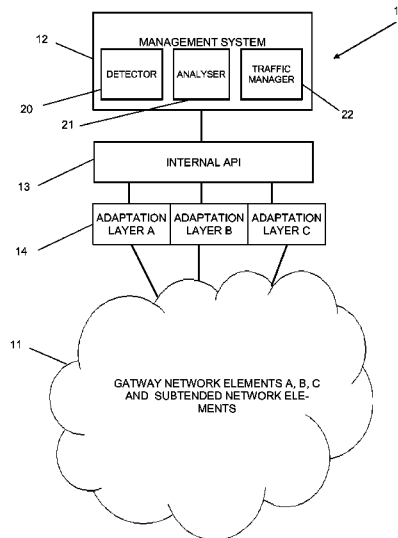 1
12
MANAGEMENT SYSTEM
DETECTOR
ANALYSER
TRAFFIC
MANAGER
20
21
22
13
INTERNAL API
ADAPTATION
LAYER A
ADAPTATION
LAYER B
ADAPTATION
LAYER C
14
11
GATWAY NETWORK ELEMENTS A, B, C
AND SUBTENDED NETWORK ELE-
MENTS